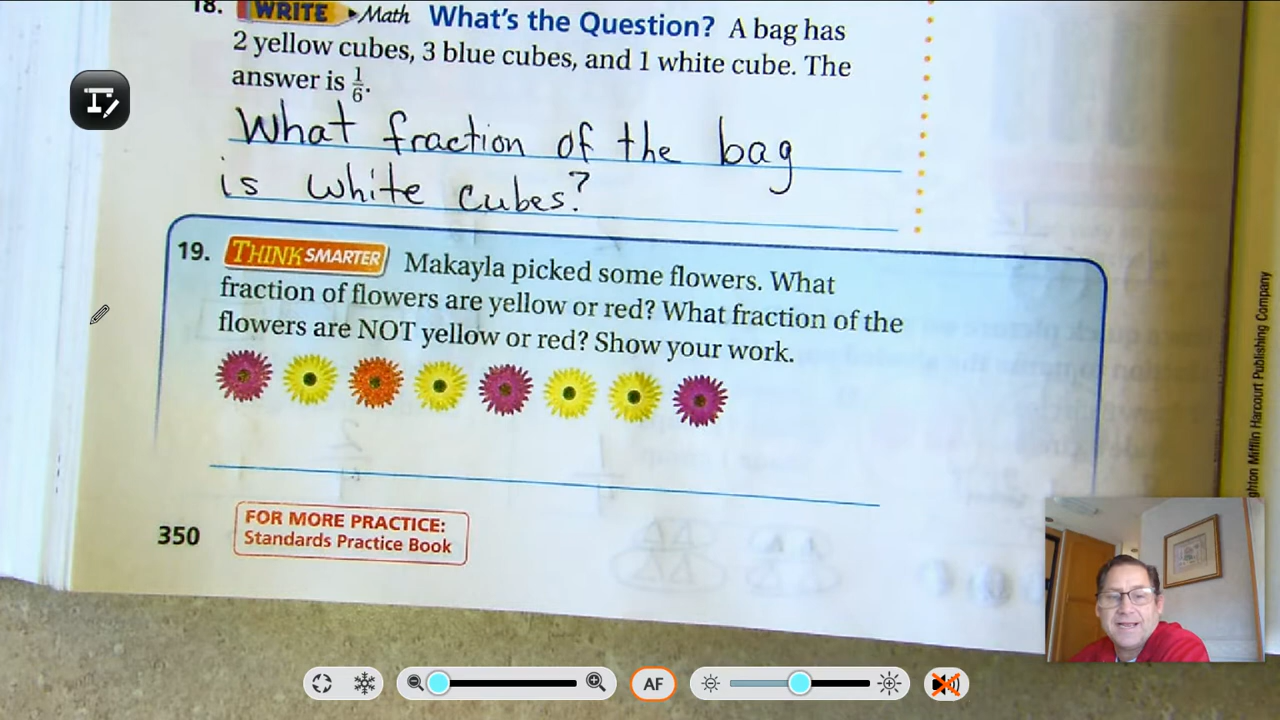 18. WRITE Math What's the Question? A bag has
2 yellow cubes, 3 blue cubes, and 1 white cube. The
answer is 1/6.
What fraction of the bag
is white cubes?
19. THINK SMARTER Makayla picked some flowers. What
fraction of flowers are yellow or red? What fraction of the
flowers are NOT yellow or red? Show your work.
350
FOR MORE PRACTICE:
Standards Practice Book
ghton Mifflin Harcourt Publishing Company
AF